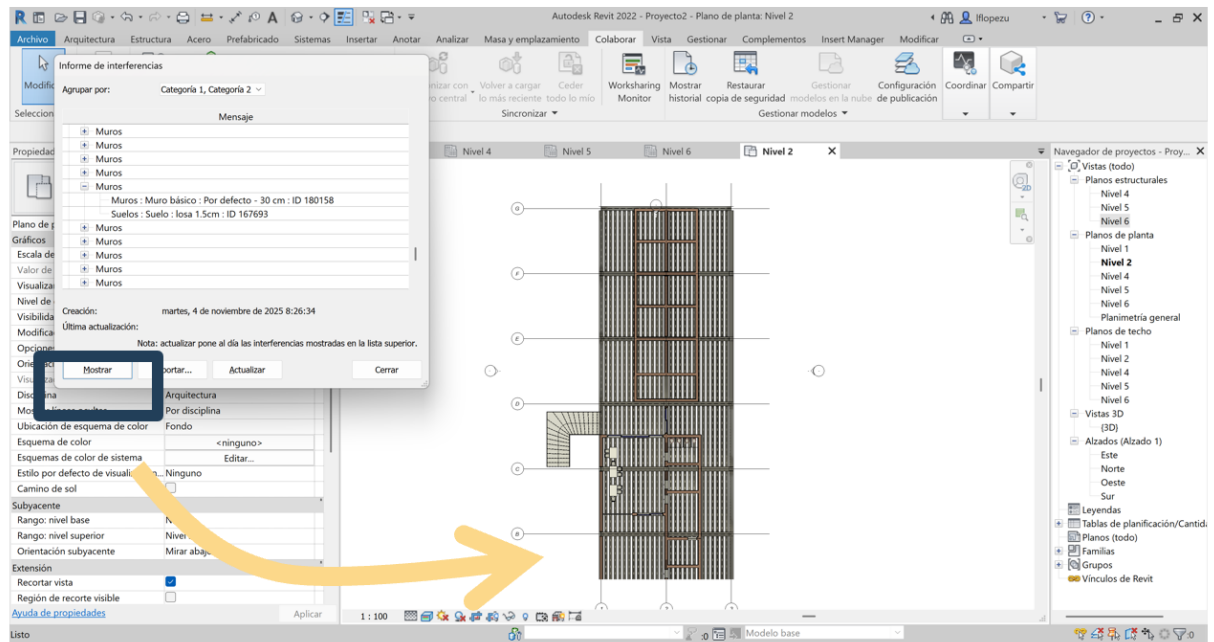 Autodesk Revit 2022 - Proyecto2 - Plano de planta: Nivel 2
lflopezu
Archivo Arquitectura Estructura Acero Prefabricado Sistemas Insertar Anotar Analizar Masa y emplazamiento Colaborar Vista Gestionar Complementos Insert Manager Modificar
Modific
Seleccion
Volver a cargar
lo más reciente
Ceder
todo lo mío
Sincronizar
Worksharing
Monitor
Mostrar
historial
Restaurar
copia de seguridad
Gestionar
modelos en la nube
Configuración
de publicación
Gestionar modelos
Coordinar
Compartir
Informe de interferencias
Agrupar por: Categoría 1, Categoría 2
Mensaje
Muros
Muros
Muros
Muros
Muros
Muros : Muro básico : Por defecto - 30 cm : ID 180158
Suelos : Suelo : losa 1.5cm : ID 167693
Muros
Muros
Muros
Muros
Muros
Creación: martes, 4 de noviembre de 2025 8:26:34
Última actualización:
Nota: actualizar pone al día las interferencias mostradas en la lista superior.
Mostrar
Actualizar
Cerrar
Propiedad
Plano de p
Gráficos
Escala de
Valor de
Visualiza
Nivel de
Visibilida
Modifica
Opcione
Arquitectura
Por disciplina
Ubicación de esquema de color Fondo
Esquema de color <ninguno>
Esquemas de color de sistema Editar...
Estilo por defecto de Ninguno
Camino de sol
Subyacente
Rango: nivel base
Rango: nivel superior
Orientación subyacente Mirar abaj
Extensión
Recortar vista
Región de recorte visible
Ayuda de propiedades Aplicar
Nivel 4 Nivel 5 Nivel 6 Nivel 2
G
F
E
D
C
B
1 : 100
Navegador de proyectos - Proy...
Vistas (todo)
Planos estructurales
Nivel 4
Nivel 5
Nivel 6
Planos de planta
Nivel 1
Nivel 2
Nivel 4
Nivel 5
Nivel 6
Planimetría general
Planos de techo
Nivel 1
Nivel 2
Nivel 4
Nivel 5
Nivel 6
Vistas 3D
(3D)
Alzados (Alzado 1)
Este
Norte
Oeste
Sur
Leyendas
Tablas de planificación/Cantid
Planos (todo)
Familias
Grupos
Vínculos de Revit
Listo
:0
Modelo base
:0